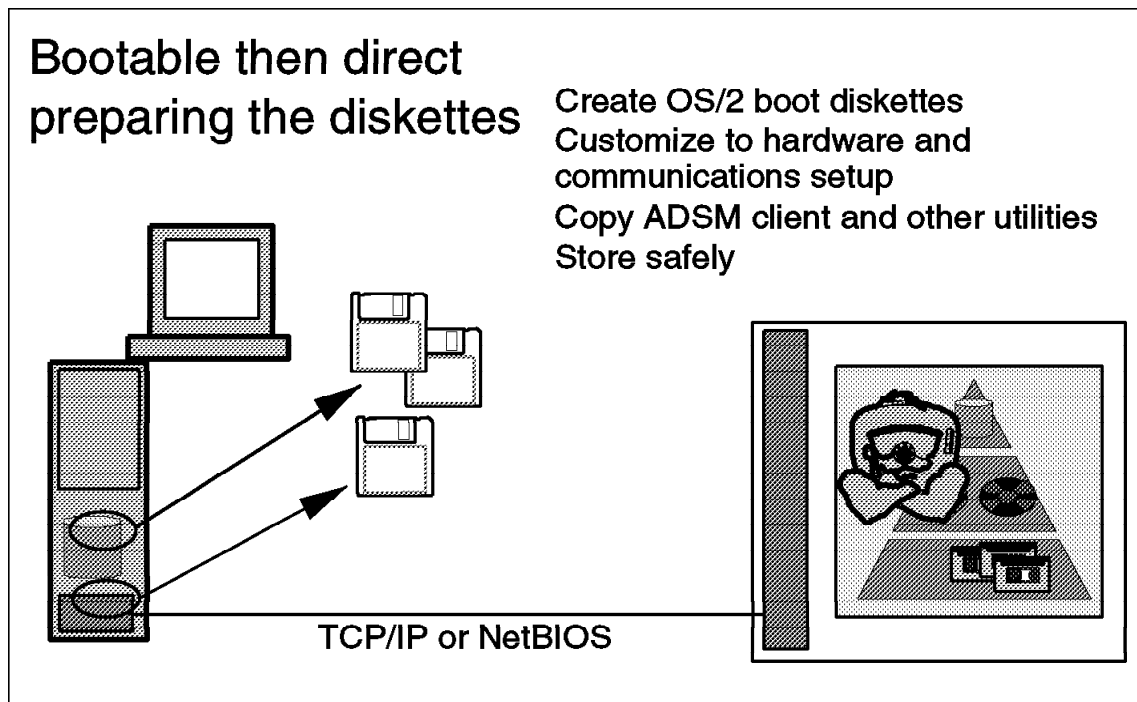 Bootable then direct
preparing the diskettes
Create OS/2 boot diskettes
Customize to hardware and
communications setup
Copy ADSM client and other utilities
Store safely
TCP/IP or NetBIOS